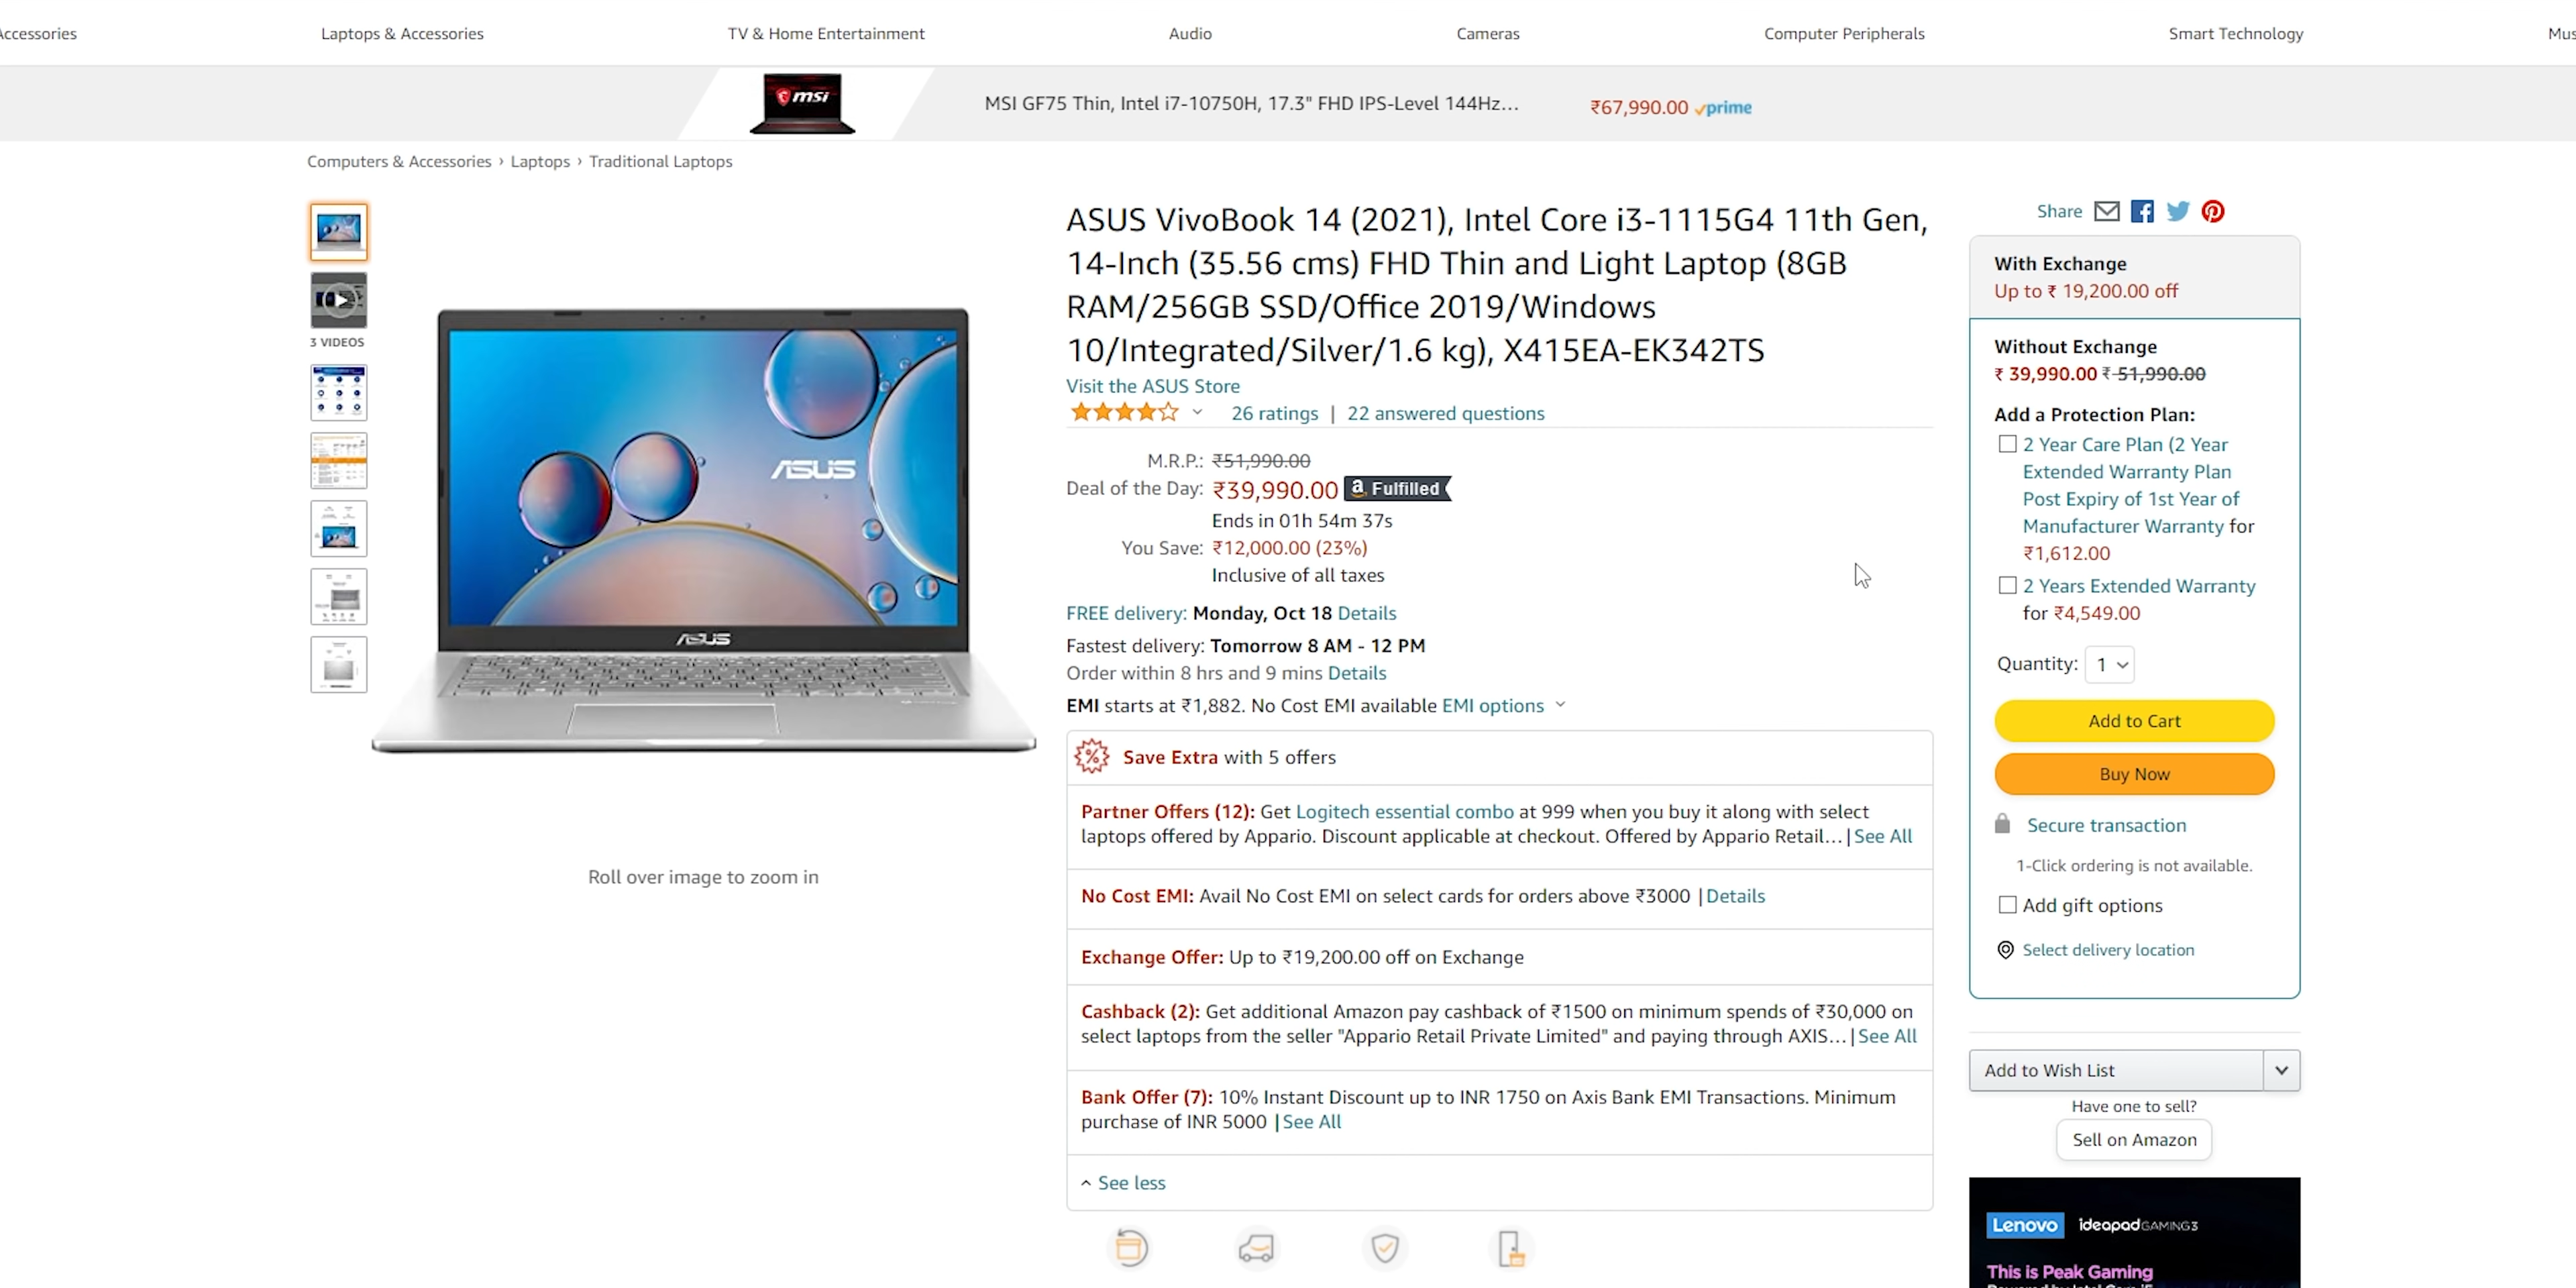 Accessories
Laptops & Accessories
TV & Home Entertainment
Audio
Cameras
Computer Peripherals
Smart Technology
msi
MSI GF75 Thin, Intel i7-10750H, 17.3" FHD IPS-Level 144Hz...
₹67,990.00 prime
Computers & Accessories › Laptops › Traditional Laptops
3 VIDEOS
ASUS
ASUS
Roll over image to zoom in
ASUS VivoBook 14 (2021), Intel Core i3-1115G4 11th Gen,
14-Inch (35.56 cms) FHD Thin and Light Laptop (8GB
RAM/256GB SSD/Office 2019/Windows
10/Integrated/Silver/1.6 kg), X415EA-EK342TS
Visit the ASUS Store
26 ratings | 22 answered questions
M.R.P.: ₹51,990.00
Deal of the Day: ₹39,990.00 a Fulfilled
Ends in 01h 54m 37s
You Save: ₹12,000.00 (23%)
Inclusive of all taxes
FREE delivery: Monday, Oct 18 Details
Fastest delivery: Tomorrow 8 AM - 12 PM
Order within 8 hrs and 9 mins Details
EMI starts at ₹1,882. No Cost EMI available EMI options
% Save Extra with 5 offers
Partner Offers (12): Get Logitech essential combo at 999 when you buy it along with select
laptops offered by Appario. Discount applicable at checkout. Offered by Appario Retail... | See All
No Cost EMI: Avail No Cost EMI on select cards for orders above ₹3000 | Details
Exchange Offer: Up to ₹19,200.00 off on Exchange
Cashback (2): Get additional Amazon pay cashback of ₹1500 on minimum spends of ₹30,000 on
select laptops from the seller "Appario Retail Private Limited" and paying through AXIS... | See All
Bank Offer (7): 10% Instant Discount up to INR 1750 on Axis Bank EMI Transactions. Minimum
purchase of INR 5000 | See All
See less
Share
With Exchange
Up to ₹ 19,200.00 off
Without Exchange
₹ 39,990.00 ₹ 51,990.00
Add a Protection Plan:
2 Year Care Plan (2 Year
Extended Warranty Plan
Post Expiry of 1st Year of
Manufacturer Warranty for
₹1,612.00
2 Years Extended Warranty
for ₹4,549.00
Quantity: 1
Add to Cart
Buy Now
Secure transaction
1-Click ordering is not available.
Add gift options
Select delivery location
Add to Wish List
Have one to sell?
Sell on Amazon
Lenovo ideapad GAMING 3
This is Peak Gaming